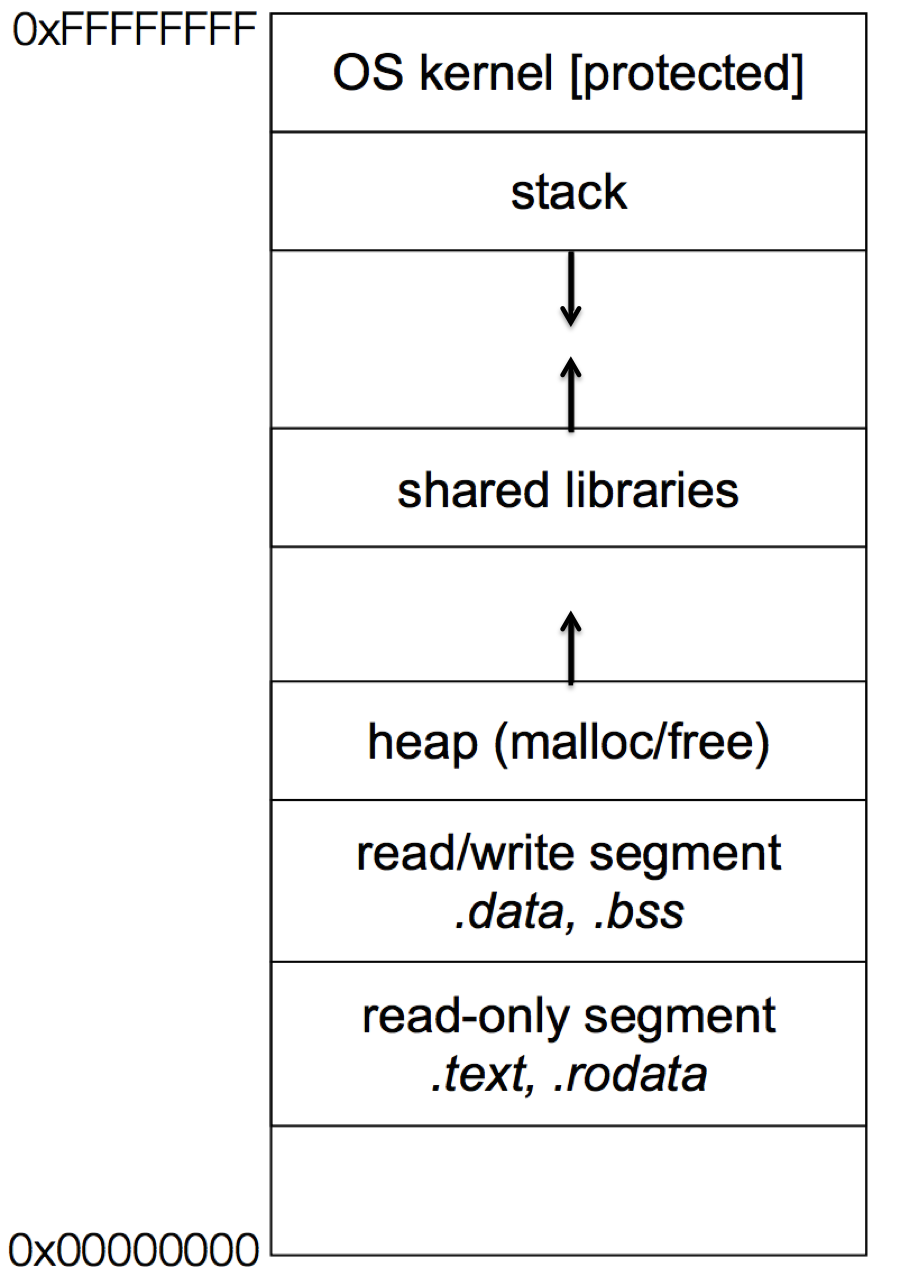 0xFFFFFFFF
OS kernel [protected]
stack
shared libraries
heap (malloc/free)
read/write segment
.data, .bss
read-only segment
.text, .rodata
0x00000000